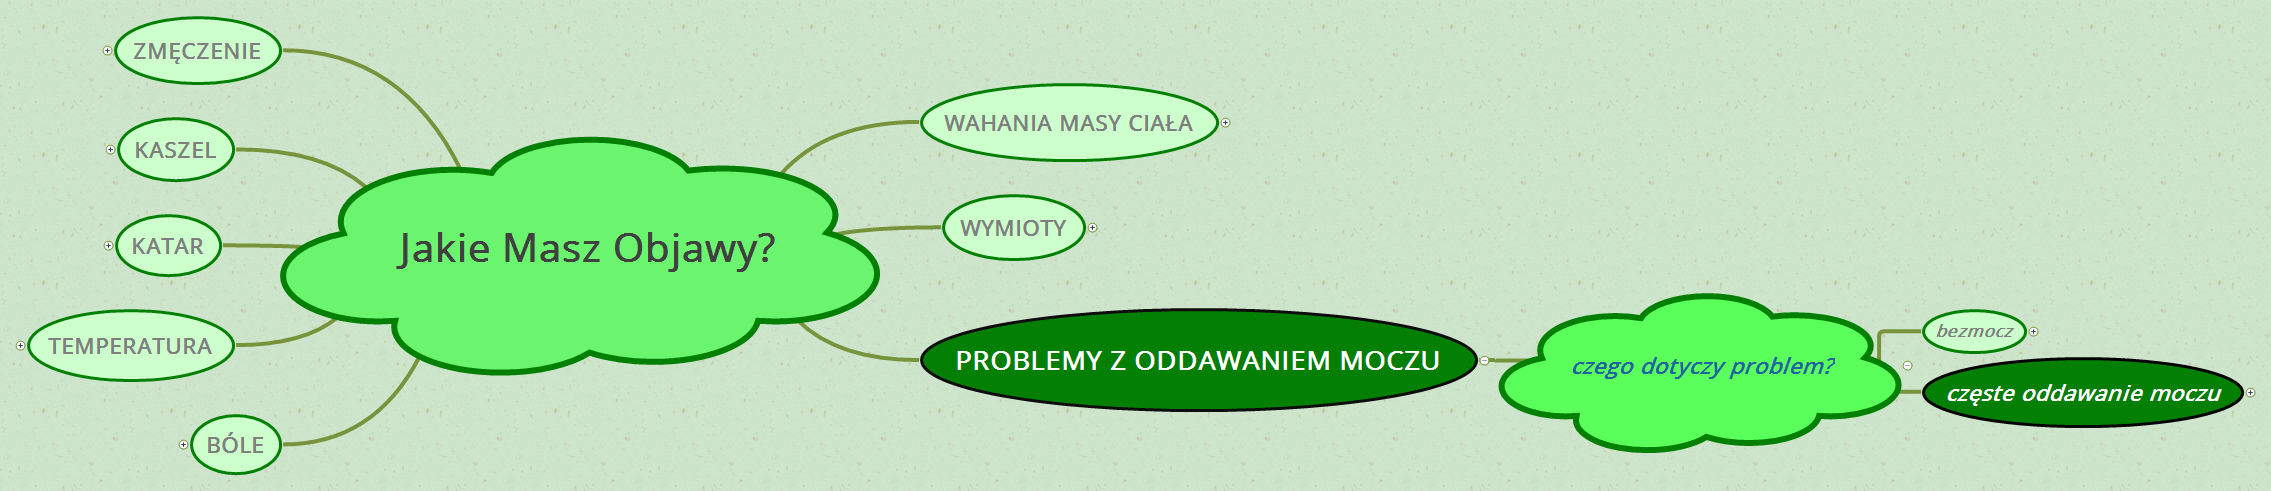 ZMĘCZENIE
KASZEL
KATAR
TEMPERATURA
BÓLE
Jakie Masz Objawy?
WAHANIA MASY CIAŁA
WYMIOTY
PROBLEMY Z ODDAWANIEM MOCZU
czego dotyczy problem?
bezmocz
częste oddawanie moczu